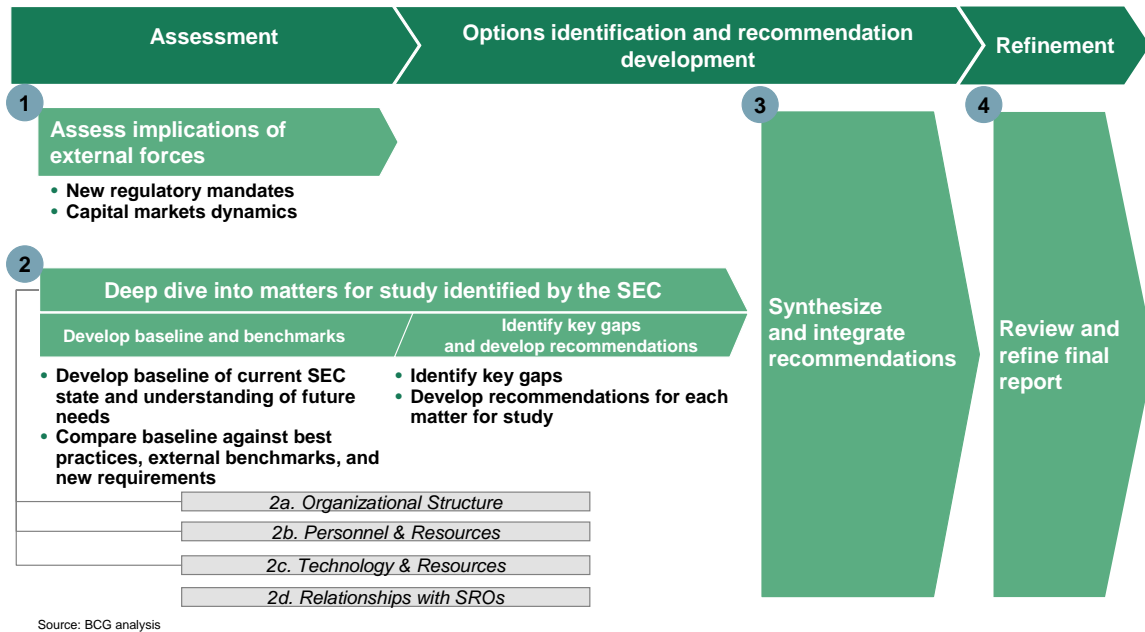 Assessment
Options identification and recommendation
development
Refinement
1
Assess implications of
external forces
• New regulatory mandates
• Capital markets dynamics
2
Deep dive into matters for study identified by the SEC
Develop baseline and benchmarks
Identify key gaps
and develop recommendations
• Develop baseline of current SEC
state and understanding of future
needs
• Compare baseline against best
practices, external benchmarks, and
new requirements
• Identify key gaps
• Develop recommendations for each
matter for study
2a. Organizational Structure
2b. Personnel & Resources
2c. Technology & Resources
2d. Relationships with SROs
3
Synthesize
and integrate
recommendations
4
Review and
refine final
report
Source: BCG analysis